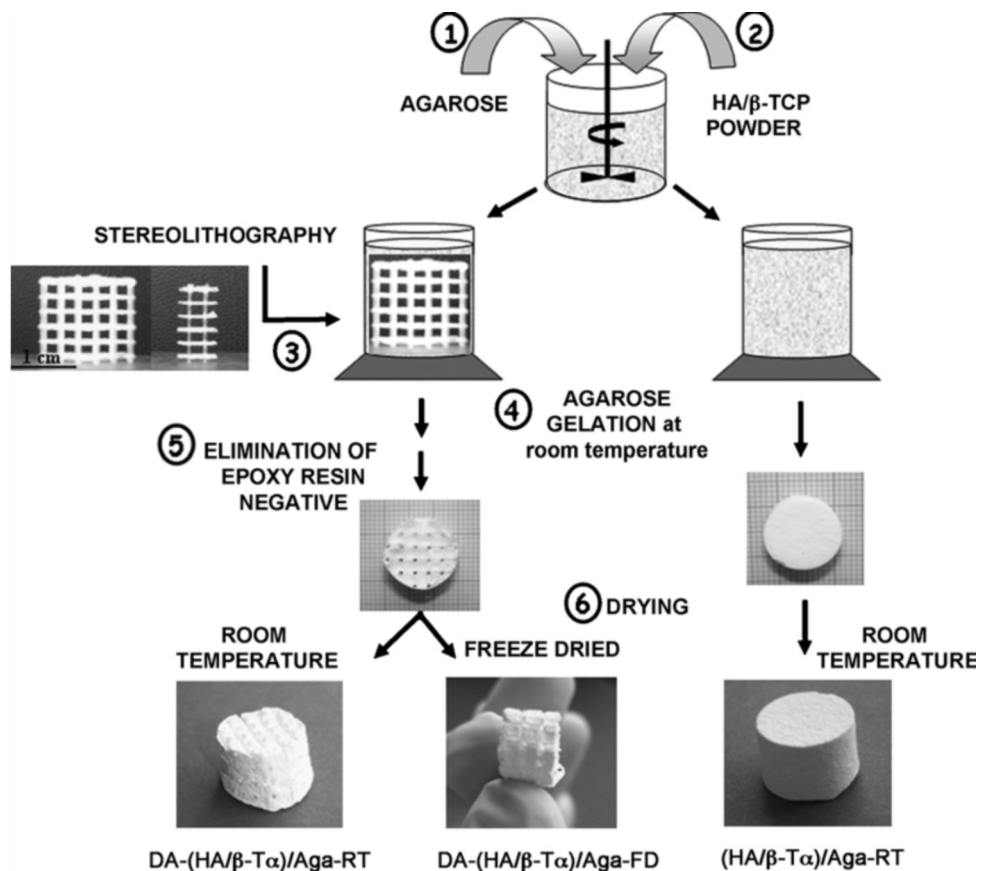 1
2
AGAROSE
HA/β-TCP
POWDER
STEREOLITHOGRAPHY
1 cm
3
4
AGAROSE
GELATION at
room temperature
5
ELIMINATION OF
EPOXY RESIN
NEGATIVE
6
DRYING
ROOM
TEMPERATURE
FREEZE DRIED
ROOM
TEMPERATURE
DA-(HA/β-Tα)/Aga-RT
DA-(HA/β-Tα)/Aga-FD
(HA/β-Tα)/Aga-RT